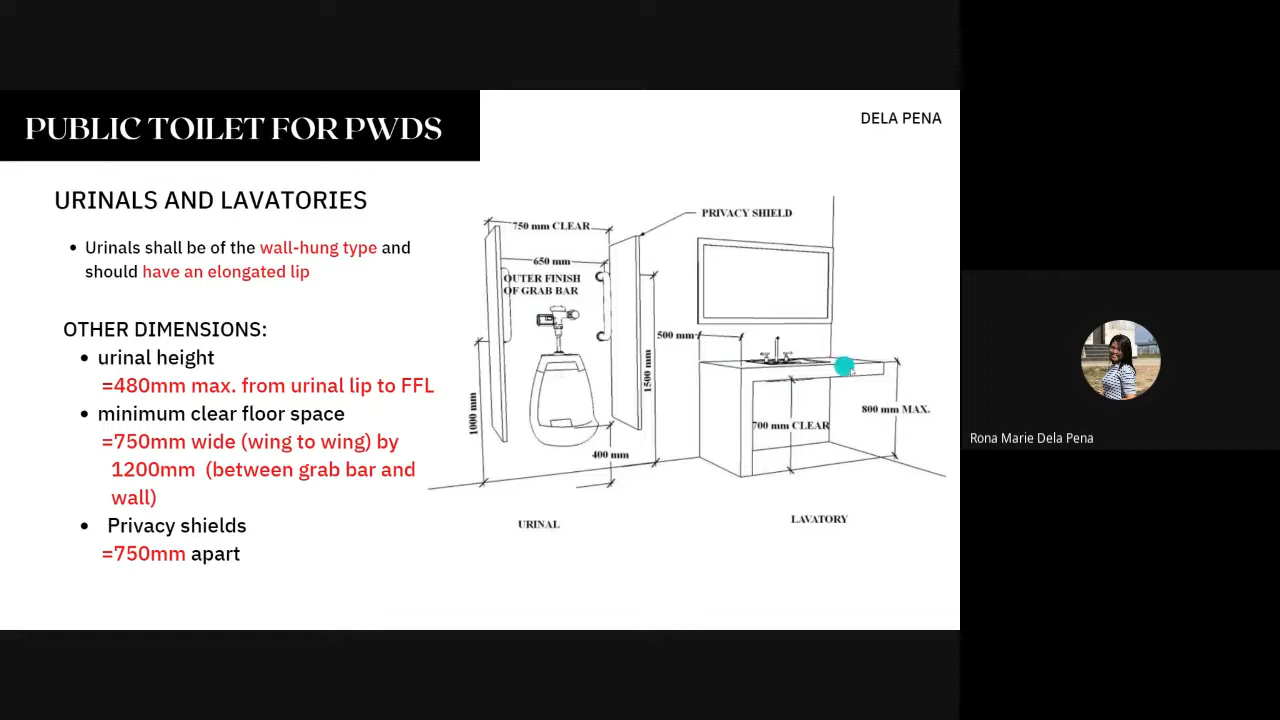 PUBLIC TOILET FOR PWDS
DELA PENA
URINALS AND LAVATORIES
• Urinals shall be of the wall-hung type and
should have an elongated lip
OTHER DIMENSIONS:
• urinal height
=480mm max. from urinal lip to FFL
• minimum clear floor space
=750mm wide (wing to wing) by
1200mm (between grab bar and
wall)
• Privacy shields
=750mm apart
PRIVACY SHIELD
750 mm CLEAR
650 mm
OUTER FINISH
OF GRAB BAR
1000 mm
1500 mm
400 mm
URINAL
500 mm
700 mm CLEAR
800 mm MAX.
LAVATORY
Rona Marie Dela Pena